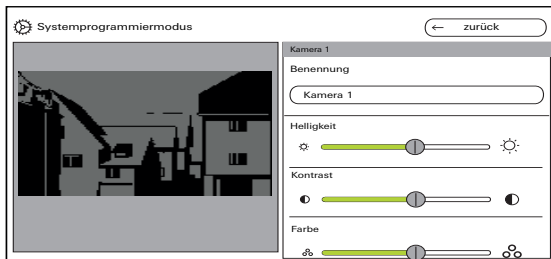 Systemprogrammiermodus
← zurück
Kamera 1
Benennung
Kamera 1
Helligkeit
Kontrast
Farbe